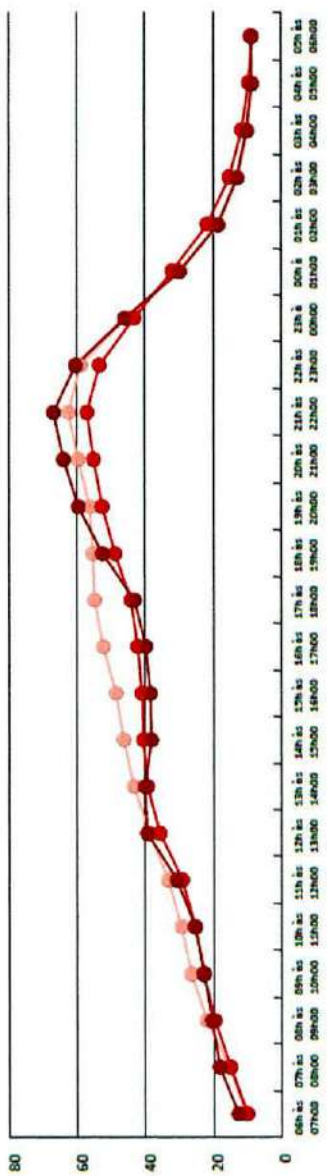 80
60
40
20
0
06h às 07h00
07h às 08h00
08h às 09h00
09h às 10h00
10h às 11h00
11h às 12h00
12h às 13h00
13h às 14h00
14h às 15h00
15h às 16h00
16h às 17h00
17h às 18h00
18h às 19h00
19h às 20h00
20h às 21h00
21h às 22h00
22h às 23h00
23h à 00h00
00h à 01h00
01h às 02h00
02h às 03h00
03h às 04h00
04h às 05h00
05h às 06h00